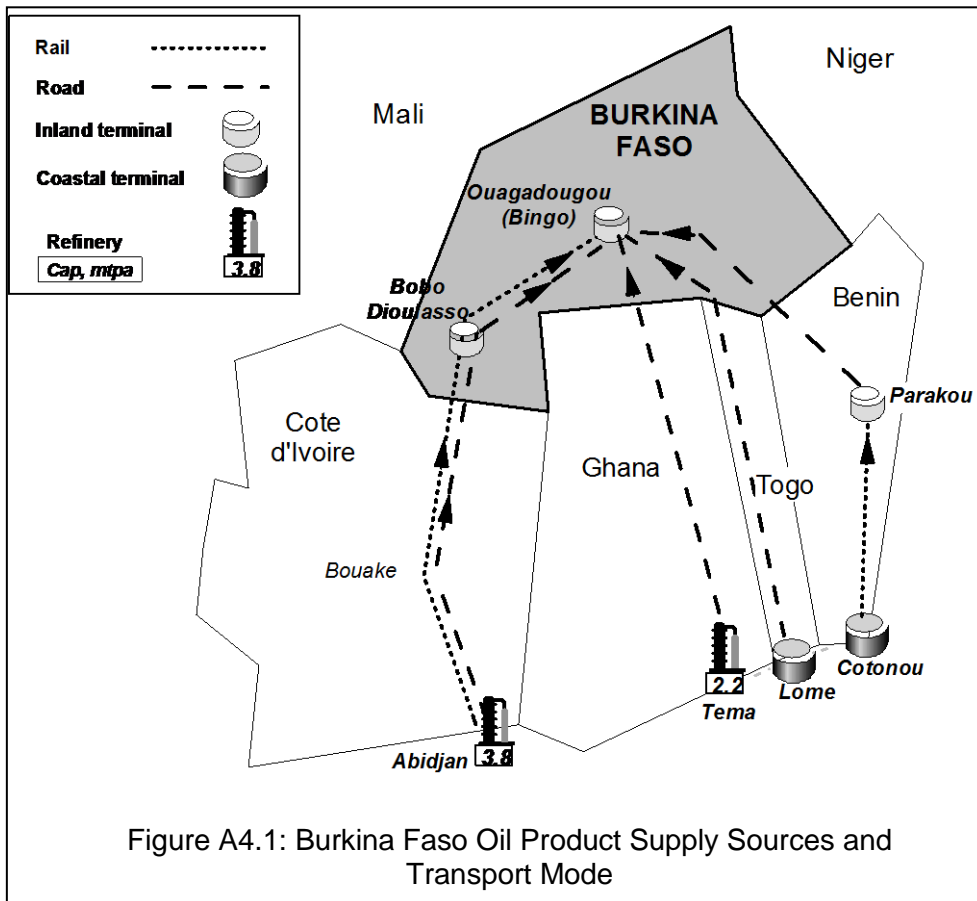 Rail
Road
Inland terminal
Coastal terminal
Refinery
Cap, mtpa
3.8
Niger
Mali
BURKINA
FASO
Ouagadougou
(Bingo)
Bobo
Dioulasso
Benin
Parakou
Cote
d'Ivoire
Ghana
Togo
Bouake
Cotonou
2.2
Lome
Tema
Abidjan
3.8
Figure A4.1: Burkina Faso Oil Product Supply Sources and
Transport Mode